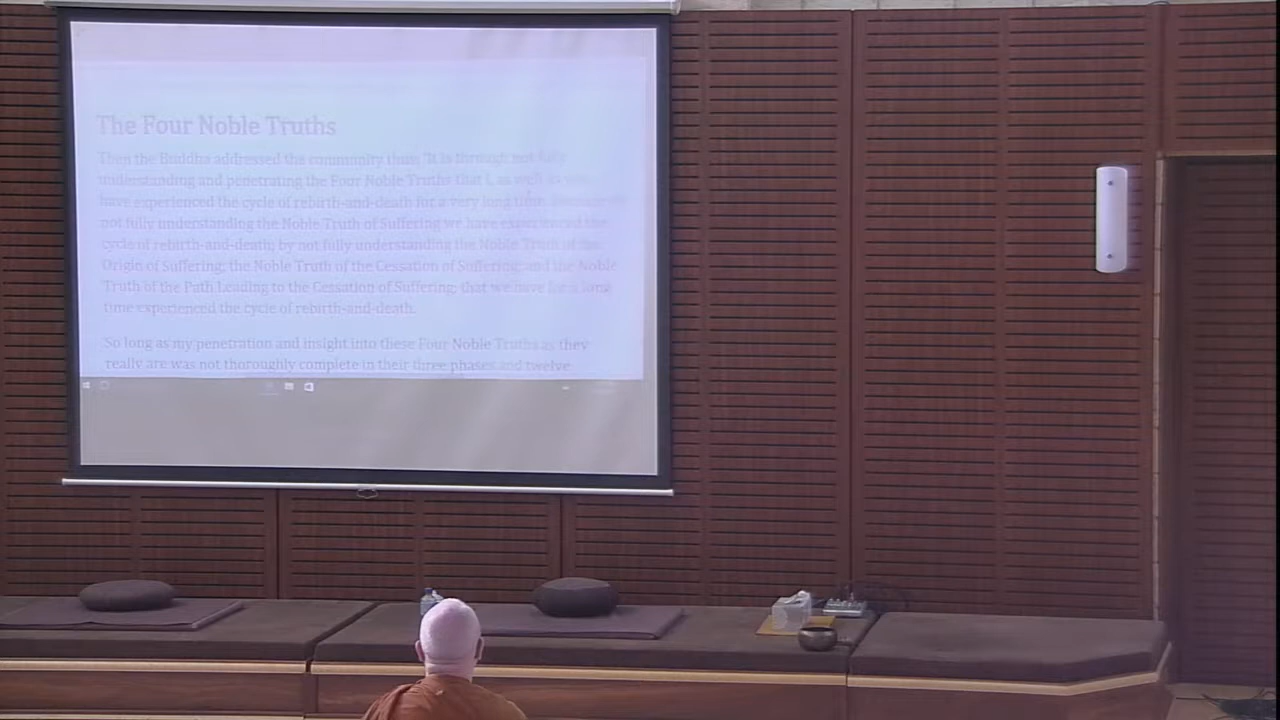 The Four Noble Truths
Then the Buddha addressed the community thus: "It is through not fully
understanding and penetrating the Four Noble Truths that I, as well as you,
have experienced the cycle of rebirth-and-death for a very long time.
not fully understanding the Noble Truth of Suffering we have experienced the
cycle of rebirth-and-death; by not fully understanding the Noble Truth of the
Origin of Suffering; the Noble Truth of the Cessation of Suffering; and the Noble
Truth of the Path Leading to the Cessation of Suffering; that we have for a long
time experienced the cycle of rebirth-and-death.
So long as my penetration and insight into these Four Noble Truths as they
really are was not thoroughly complete in their three phases and twelve